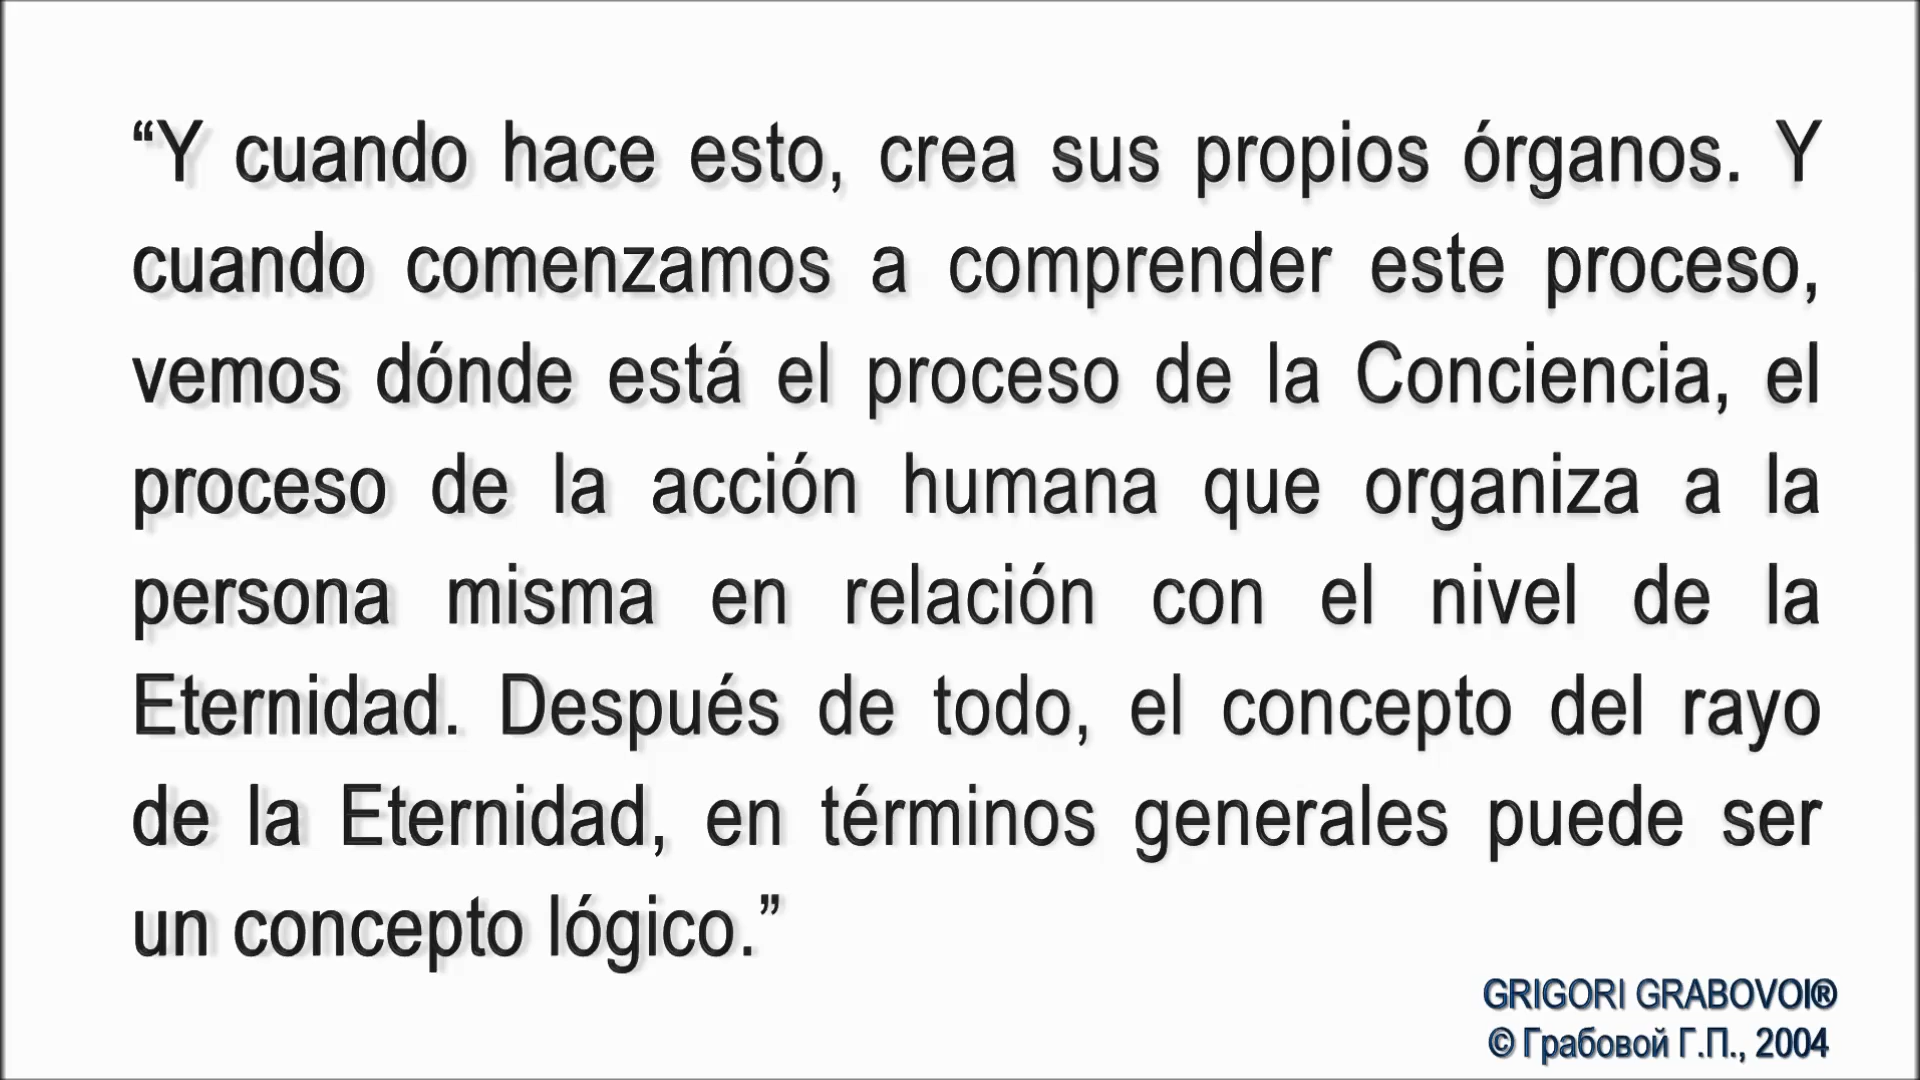 “Y cuando hace esto, crea sus propios órganos. Y
cuando comenzamos a comprender este proceso,
vemos dónde está el proceso de la Conciencia, el
proceso de la acción humana que organiza a la
persona misma en relación con el nivel de la
Eternidad. Después de todo, el concepto del rayo
de la Eternidad, en términos generales puede ser
un concepto lógico.”
GRIGORI GRABOVOI®
© Грабовой Г.П., 2004